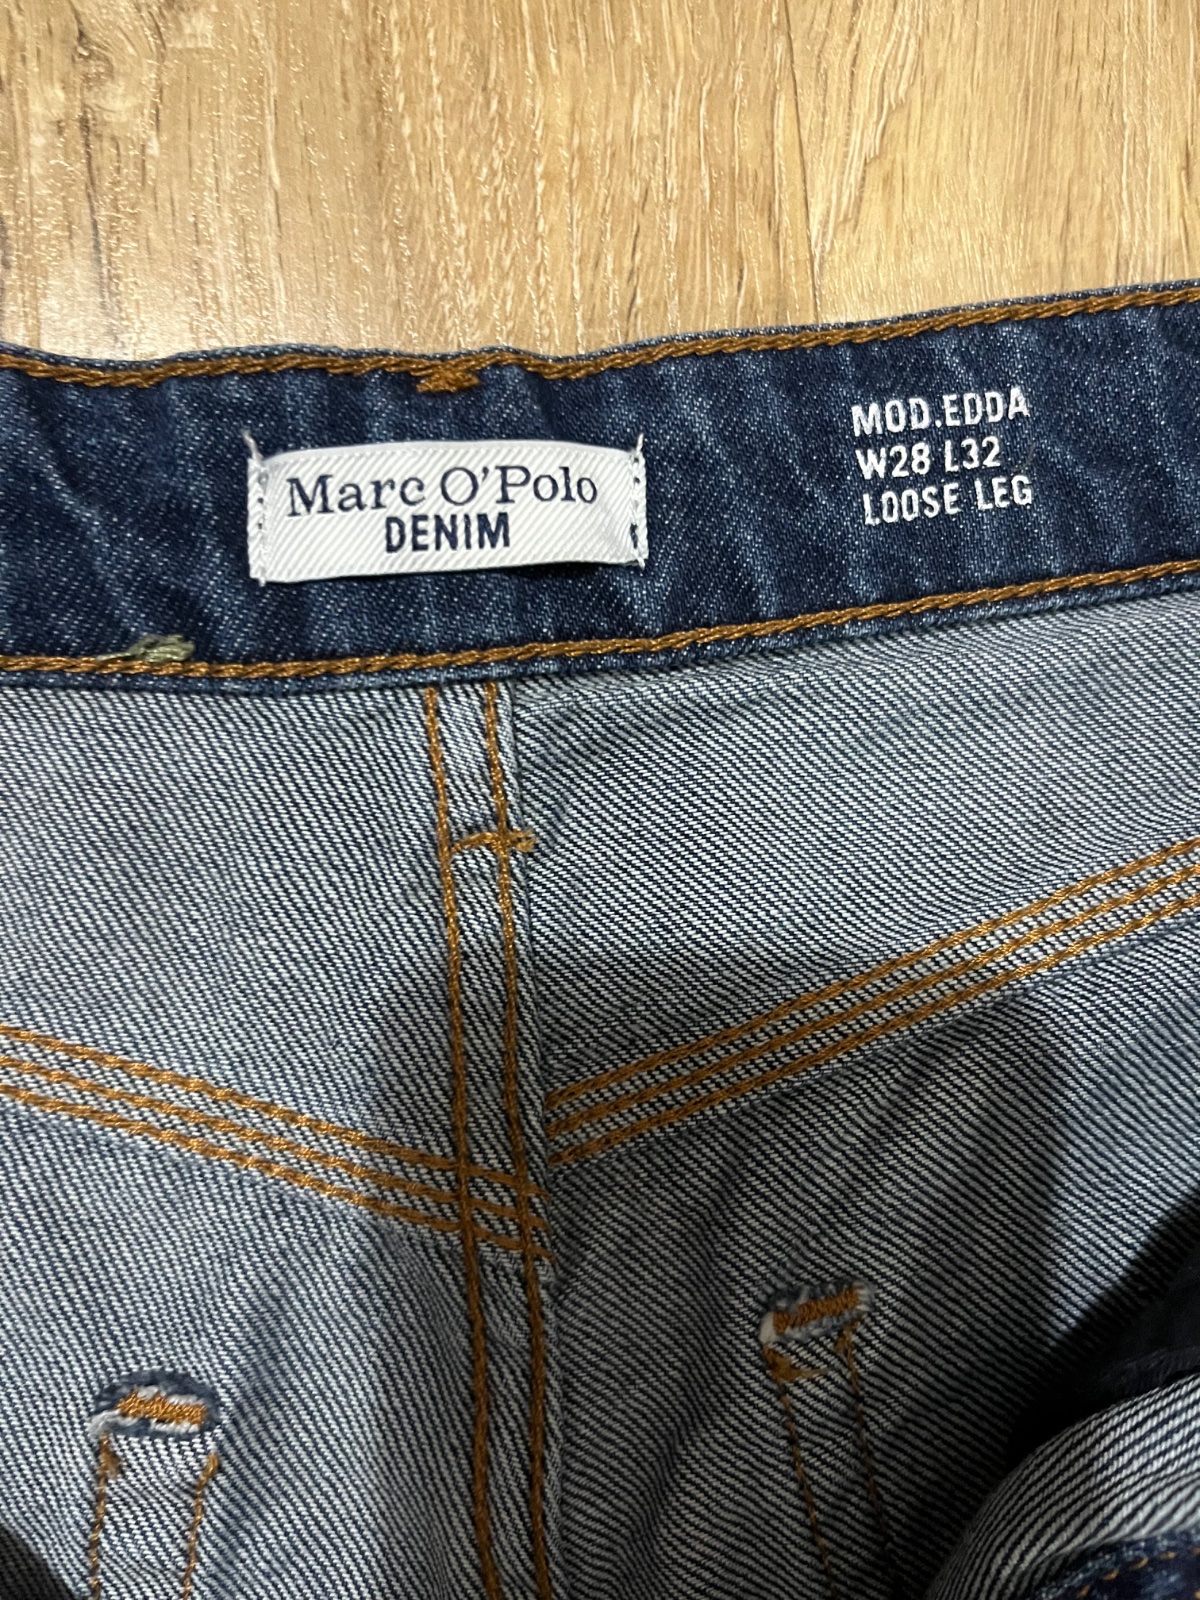 Marc O'Polo
DENIM
MOD.EDDA
W28 L32
LOOSE LEG